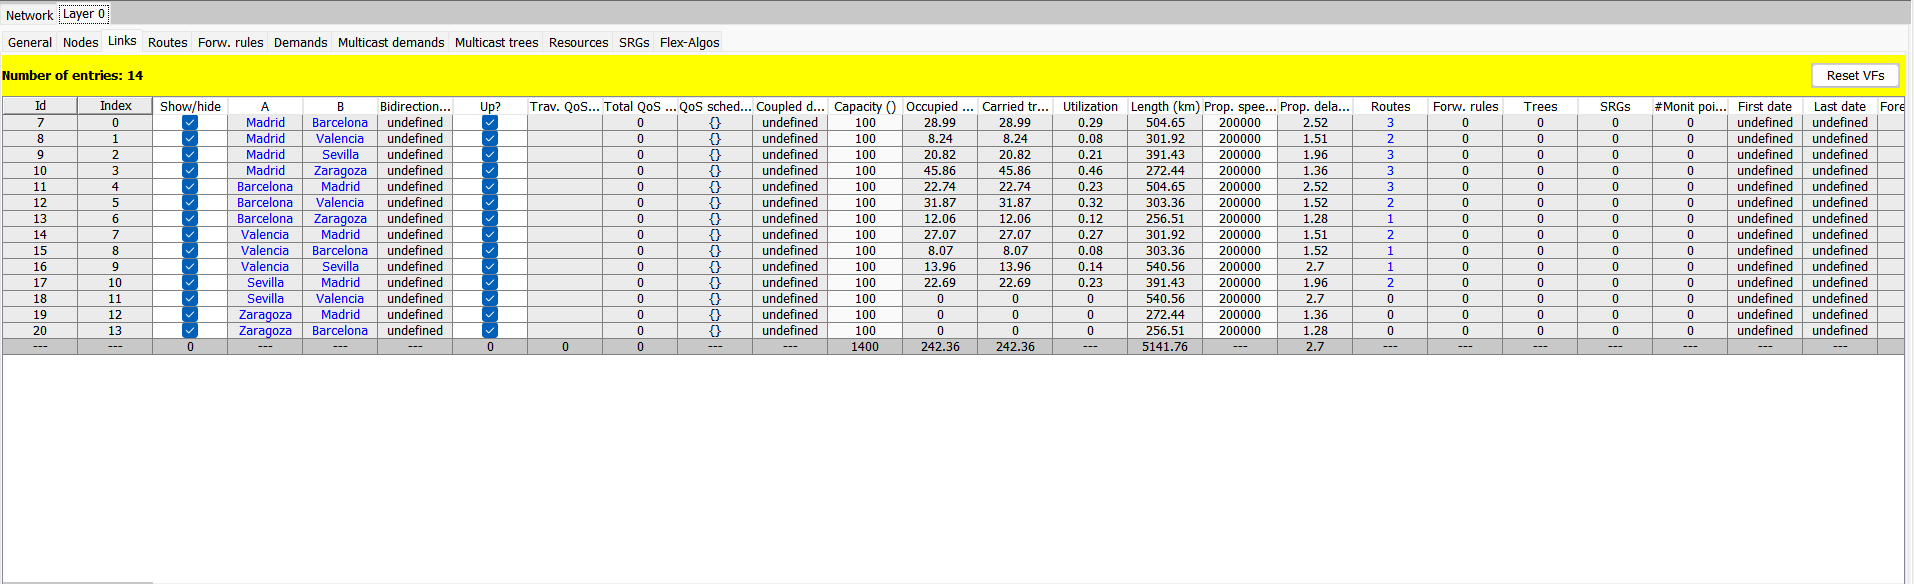 Network Layer 0
General Nodes Links Routes Forw. rules Demands Multicast demands Multicast trees Resources SRGs Flex-Algos
Number of entries: 14 Reset VFs
Id Index Show/hide A B Bidirection... Up? Trav. QoS... Total QoS ... QoS sched... Coupled d... Capacity () Occupied ... Carried tr... Utilization Length (km) Prop. spee... Prop. dela... Routes Forw. rules Trees SRGs #Monit poi... First date Last date Fore
7 0 Madrid Barcelona undefined 0 {} undefined 100 28.99 28.99 0.29 504.65 200000 2.52 3 0 0 0 0 undefined undefined
8 1 Madrid Valencia undefined 0 {} undefined 100 8.24 8.24 0.08 301.92 200000 1.51 2 0 0 0 0 undefined undefined
9 2 Madrid Sevilla undefined 0 {} undefined 100 20.82 20.82 0.21 391.43 200000 1.96 3 0 0 0 0 undefined undefined
10 3 Madrid Zaragoza undefined 0 {} undefined 100 45.86 45.86 0.46 272.44 200000 1.36 3 0 0 0 0 undefined undefined
11 4 Barcelona Madrid undefined 0 {} undefined 100 22.74 22.74 0.23 504.65 200000 2.52 3 0 0 0 0 undefined undefined
12 5 Barcelona Valencia undefined 0 {} undefined 100 31.87 31.87 0.32 303.36 200000 1.52 2 0 0 0 0 undefined undefined
13 6 Barcelona Zaragoza undefined 0 {} undefined 100 12.06 12.06 0.12 256.51 200000 1.28 1 0 0 0 0 undefined undefined
14 7 Valencia Madrid undefined 0 {} undefined 100 27.07 27.07 0.27 301.92 200000 1.51 2 0 0 0 0 undefined undefined
15 8 Valencia Barcelona undefined 0 {} undefined 100 8.07 8.07 0.08 303.36 200000 1.52 1 0 0 0 0 undefined undefined
16 9 Valencia Sevilla undefined 0 {} undefined 100 13.96 13.96 0.14 540.56 200000 2.7 1 0 0 0 0 undefined undefined
17 10 Sevilla Madrid undefined 0 {} undefined 100 22.69 22.69 0.23 391.43 200000 1.96 2 0 0 0 0 undefined undefined
18 11 Sevilla Valencia undefined 0 {} undefined 100 0 0 0 540.56 200000 2.7 0 0 0 0 0 undefined undefined
19 12 Zaragoza Madrid undefined 0 {} undefined 100 0 0 0 272.44 200000 1.36 0 0 0 0 0 undefined undefined
20 13 Zaragoza Barcelona undefined 0 {} undefined 100 0 0 0 256.51 200000 1.28 0 0 0 0 0 undefined undefined
--- --- 0 --- --- --- 0 0 0 --- --- 1400 242.36 242.36 --- 5141.76 --- 2.7 --- --- --- --- --- --- ---